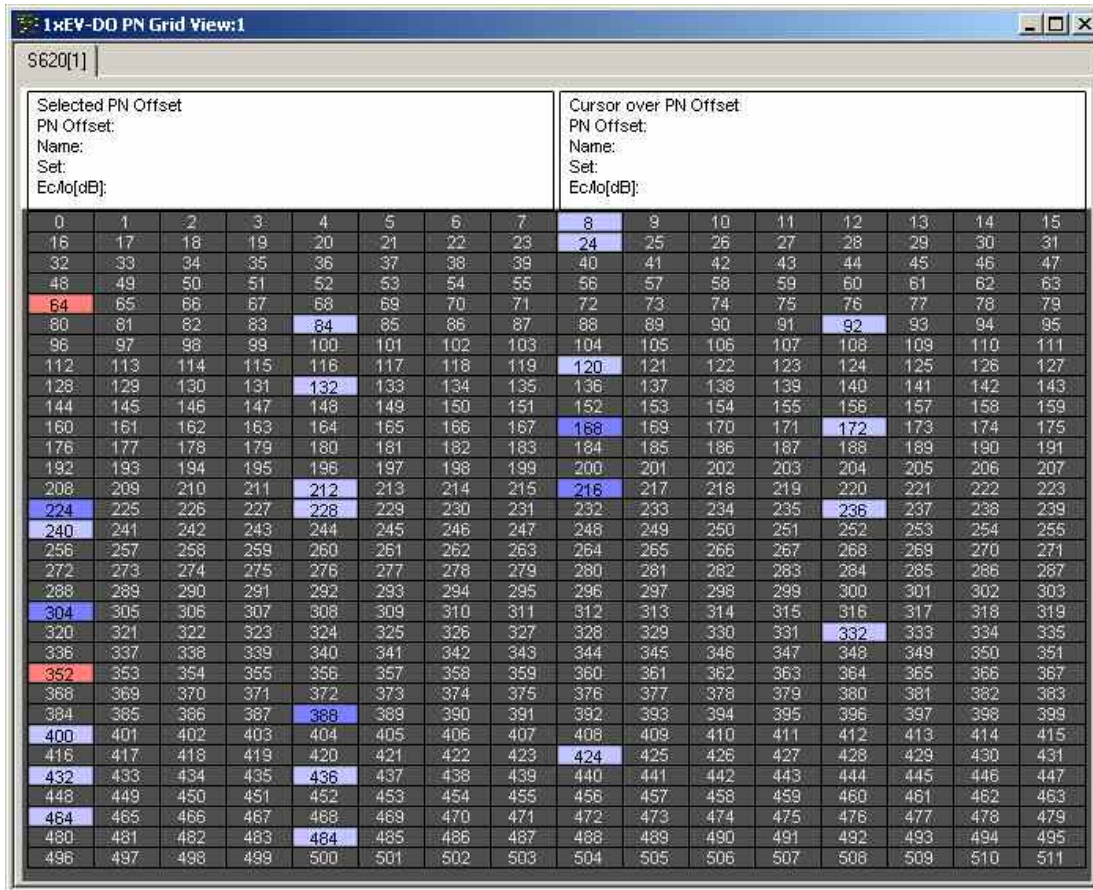 1xEV-DO PN Grid View:1
S620[1]
Selected PN Offset
PN Offset:
Name:
Set:
Ec/Io[dB]:
Cursor over PN Offset
PN Offset:
Name:
Set:
Ec/Io[dB]:
0 1 2 3 4 5 6 7 8 9 10 11 12 13 14 15
16 17 18 19 20 21 22 23 24 25 26 27 28 29 30 31
32 33 34 35 36 37 38 39 40 41 42 43 44 45 46 47
48 49 50 51 52 53 54 55 56 57 58 59 60 61 62 63
64 65 66 67 68 69 70 71 72 73 74 75 76 77 78 79
80 81 82 83 84 85 86 87 88 89 90 91 92 93 94 95
96 97 98 99 100 101 102 103 104 105 106 107 108 109 110 111
112 113 114 115 116 117 118 119 120 121 122 123 124 125 126 127
128 129 130 131 132 133 134 135 136 137 138 139 140 141 142 143
144 145 146 147 148 149 150 151 152 153 154 155 156 157 158 159
160 161 162 163 164 165 166 167 168 169 170 171 172 173 174 175
176 177 178 179 180 181 182 183 184 185 186 187 188 189 190 191
192 193 194 195 196 197 198 199 200 201 202 203 204 205 206 207
208 209 210 211 212 213 214 215 216 217 218 219 220 221 222 223
224 225 226 227 228 229 230 231 232 233 234 235 236 237 238 239
240 241 242 243 244 245 246 247 248 249 250 251 252 253 254 255
256 257 258 259 260 261 262 263 264 265 266 267 268 269 270 271
272 273 274 275 276 277 278 279 280 281 282 283 284 285 286 287
288 289 290 291 292 293 294 295 296 297 298 299 300 301 302 303
304 305 306 307 308 309 310 311 312 313 314 315 316 317 318 319
320 321 322 323 324 325 326 327 328 329 330 331 332 333 334 335
336 337 338 339 340 341 342 343 344 345 346 347 348 349 350 351
352 353 354 355 356 357 358 359 360 361 362 363 364 365 366 367
368 369 370 371 372 373 374 375 376 377 378 379 380 381 382 383
384 385 386 387 388 389 390 391 392 393 394 395 396 397 398 399
400 401 402 403 404 405 406 407 408 409 410 411 412 413 414 415
416 417 418 419 420 421 422 423 424 425 426 427 428 429 430 431
432 433 434 435 436 437 438 439 440 441 442 443 444 445 446 447
448 449 450 451 452 453 454 455 456 457 458 459 460 461 462 463
464 465 466 467 468 469 470 471 472 473 474 475 476 477 478 479
480 481 482 483 484 485 486 487 488 489 490 491 492 493 494 495
496 497 498 499 500 501 502 503 504 505 506 507 508 509 510 511